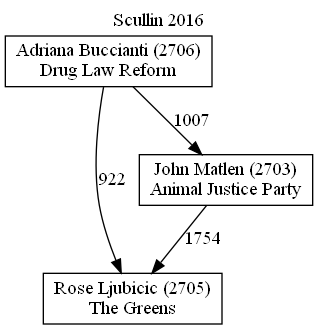 Scullin 2016
Adriana Buccianti (2706)
Drug Law Reform
1007
John Matlen (2703)
Animal Justice Party
922
1754
Rose Ljubicic (2705)
The Greens